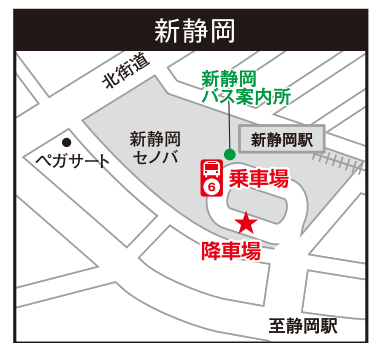 新静岡
北街道
新静岡
バス案内所
新静岡駅
新静岡
セノバ
ペガサート
6
乗車場
降車場
至静岡駅